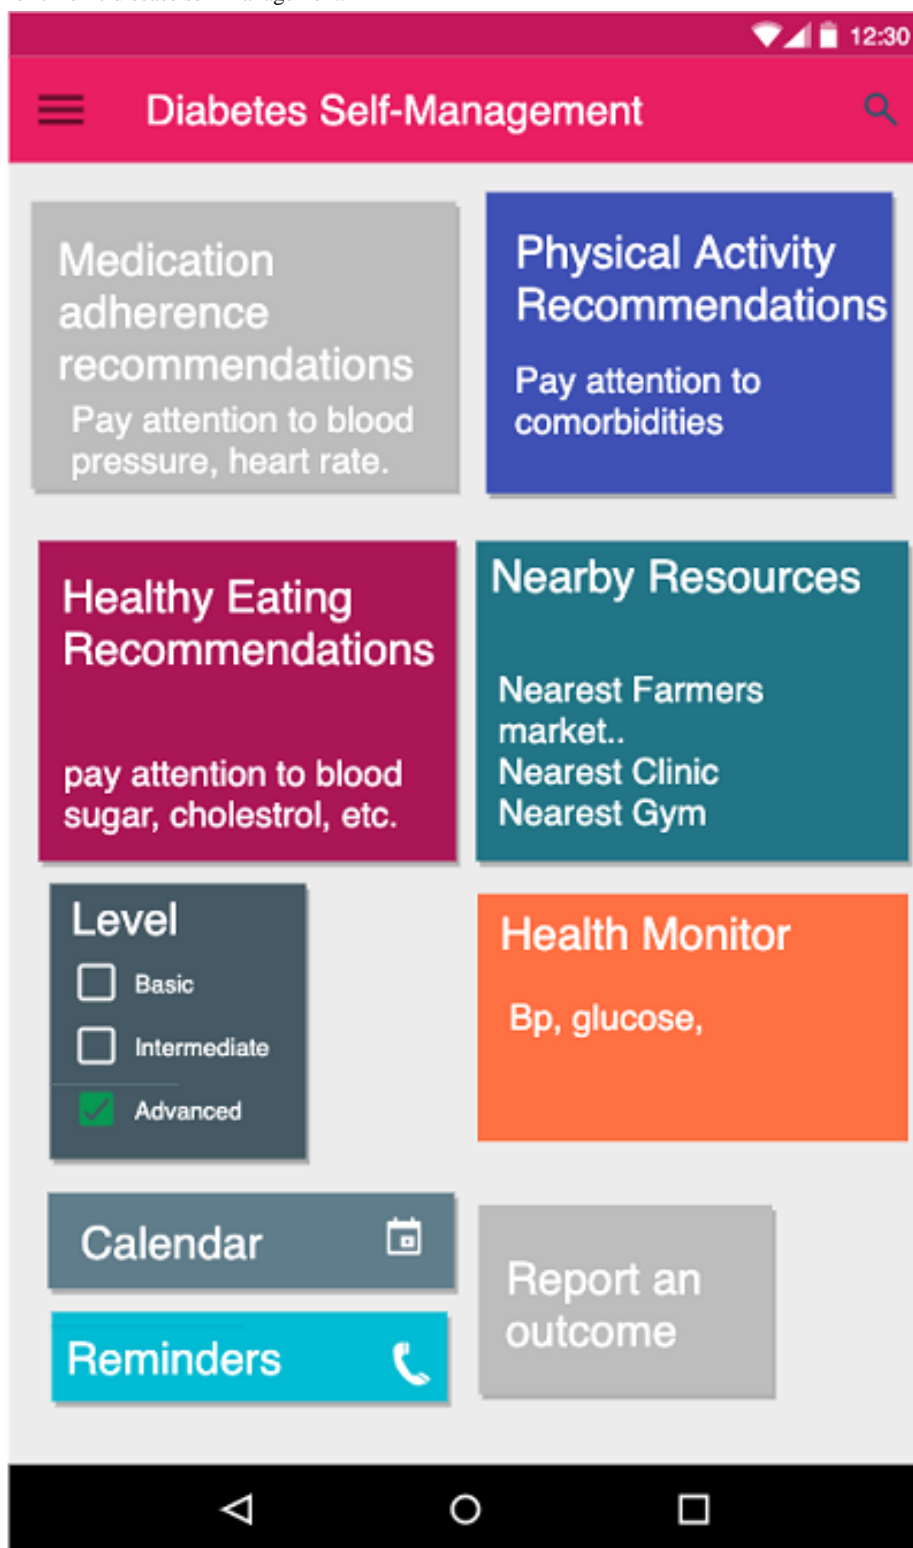 12:30
Diabetes Self-Management
Medication
adherence
recommendations
Pay attention to blood
pressure, heart rate.
Physical Activity
Recommendations
Pay attention to
comorbidities
Healthy Eating
Recommendations
pay attention to blood
sugar, cholestrol, etc.
Nearby Resources
Nearest Farmers
market..
Nearest Clinic
Nearest Gym
Level
Basic
Intermediate
Advanced
Health Monitor
Bp, glucose,
Calendar
Reminders
Report an
outcome